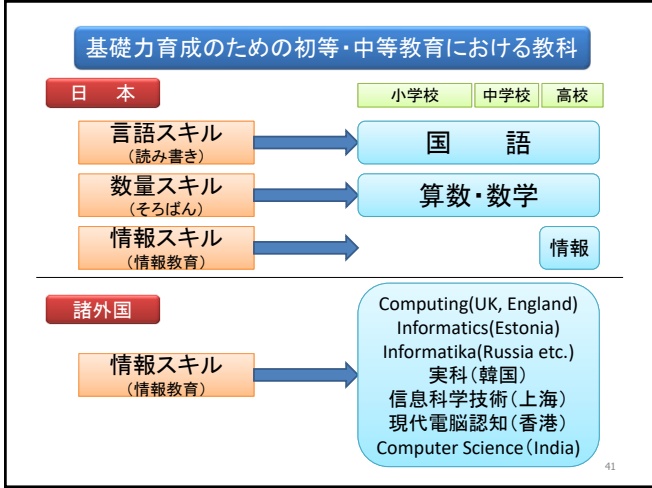 基礎力育成のための初等・中等教育における教科
日 本
小学校 中学校 高校
言語スキル
(読み書き)
国 語
数量スキル
(そろばん)
算数・数学
情報スキル
(情報教育)
情報
諸外国
情報スキル
(情報教育)
Computing(UK, England)
Informatics(Estonia)
Informatika(Russia etc.)
実科(韓国)
信息科学技術(上海)
現代電脳認知(香港)
Computer Science(India)
41